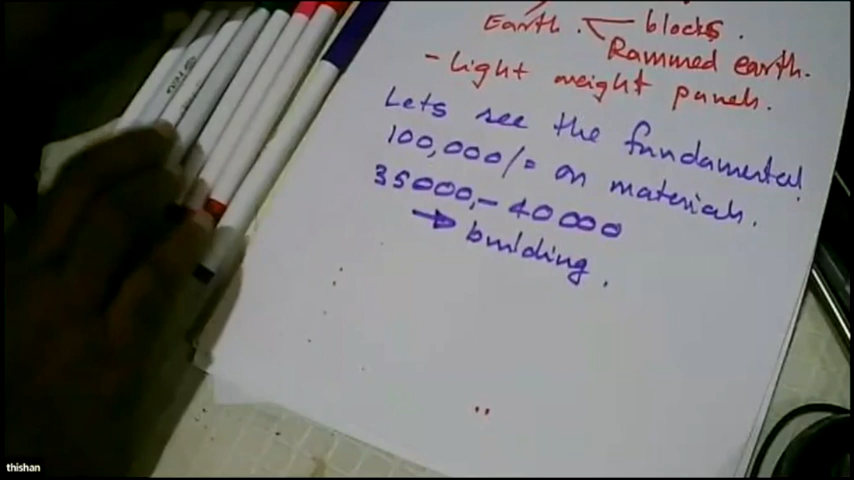 Earth. blocks.
Rammed earth.
- Light weight panels.
Lets see the fundamental.
100,000/= on materials.
35000,- 40000
→ building.
thishan